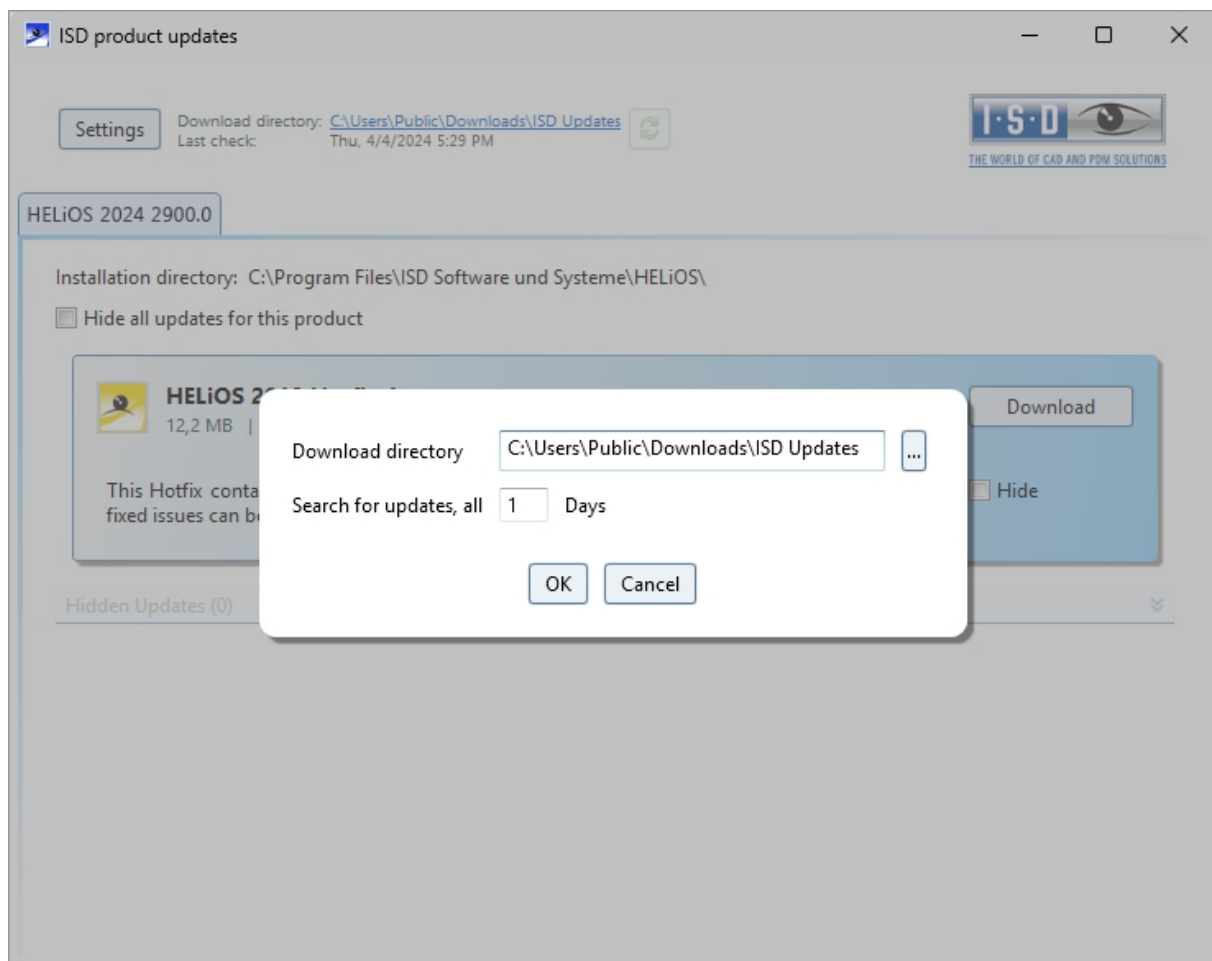 ISD product updates
Settings
Download directory: C:\Users\Public\Downloads\ISD Updates
Last check: Thu, 4/4/2024 5:29 PM
I·S·D
THE WORLD OF CAD AND PDM SOLUTIONS
HELiOS 2024 2900.0
Installation directory: C:\Program Files\ISD Software und Systeme\HELiOS\
Hide all updates for this product
HELiOS
12,2 MB |
Download
This Hotfix
fixed issues can
Hide
Download directory C:\Users\Public\Downloads\ISD Updates ...
Search for updates, all 1 Days
OK Cancel
Hidden Updates (0)